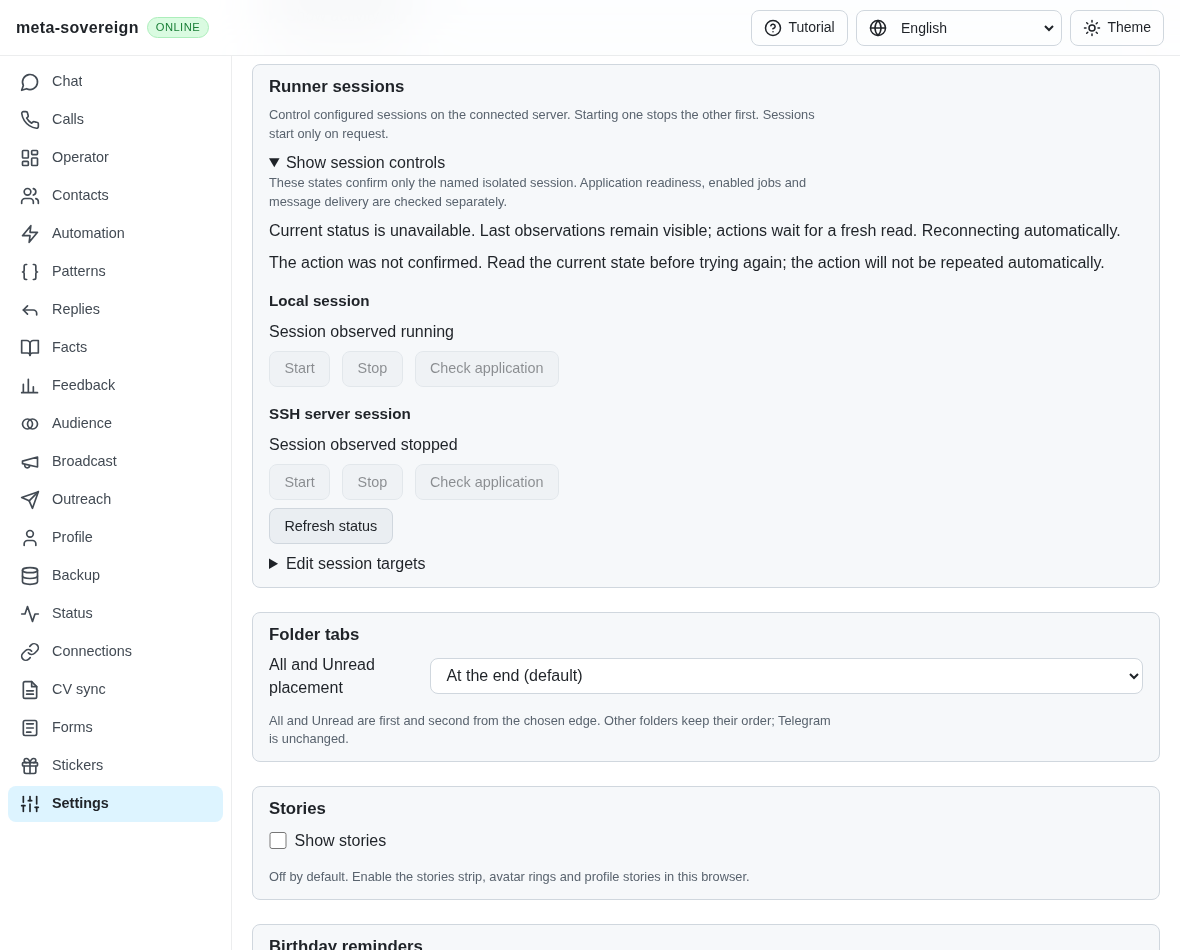 meta-sovereign
ONLINE
Tutorial
English
Theme
Chat
Calls
Operator
Contacts
Automation
Patterns
Replies
Facts
Feedback
Audience
Broadcast
Outreach
Profile
Backup
Status
Connections
CV sync
Forms
Stickers
Settings
Runner sessions
Control configured sessions on the connected server. Starting one stops the other first. Sessions
start only on request.
Show session controls
These states confirm only the named isolated session. Application readiness, enabled jobs and
message delivery are checked separately.
Current status is unavailable. Last observations remain visible; actions wait for a fresh read. Reconnecting automatically.
The action was not confirmed. Read the current state before trying again; the action will not be repeated automatically.
Local session
Session observed running
Start
Stop
Check application
SSH server session
Session observed stopped
Start
Stop
Check application
Refresh status
Edit session targets
Folder tabs
All and Unread
placement
At the end (default)
All and Unread are first and second from the chosen edge. Other folders keep their order; Telegram
is unchanged.
Stories
Show stories
Off by default. Enable the stories strip, avatar rings and profile stories in this browser.
Birthday reminders